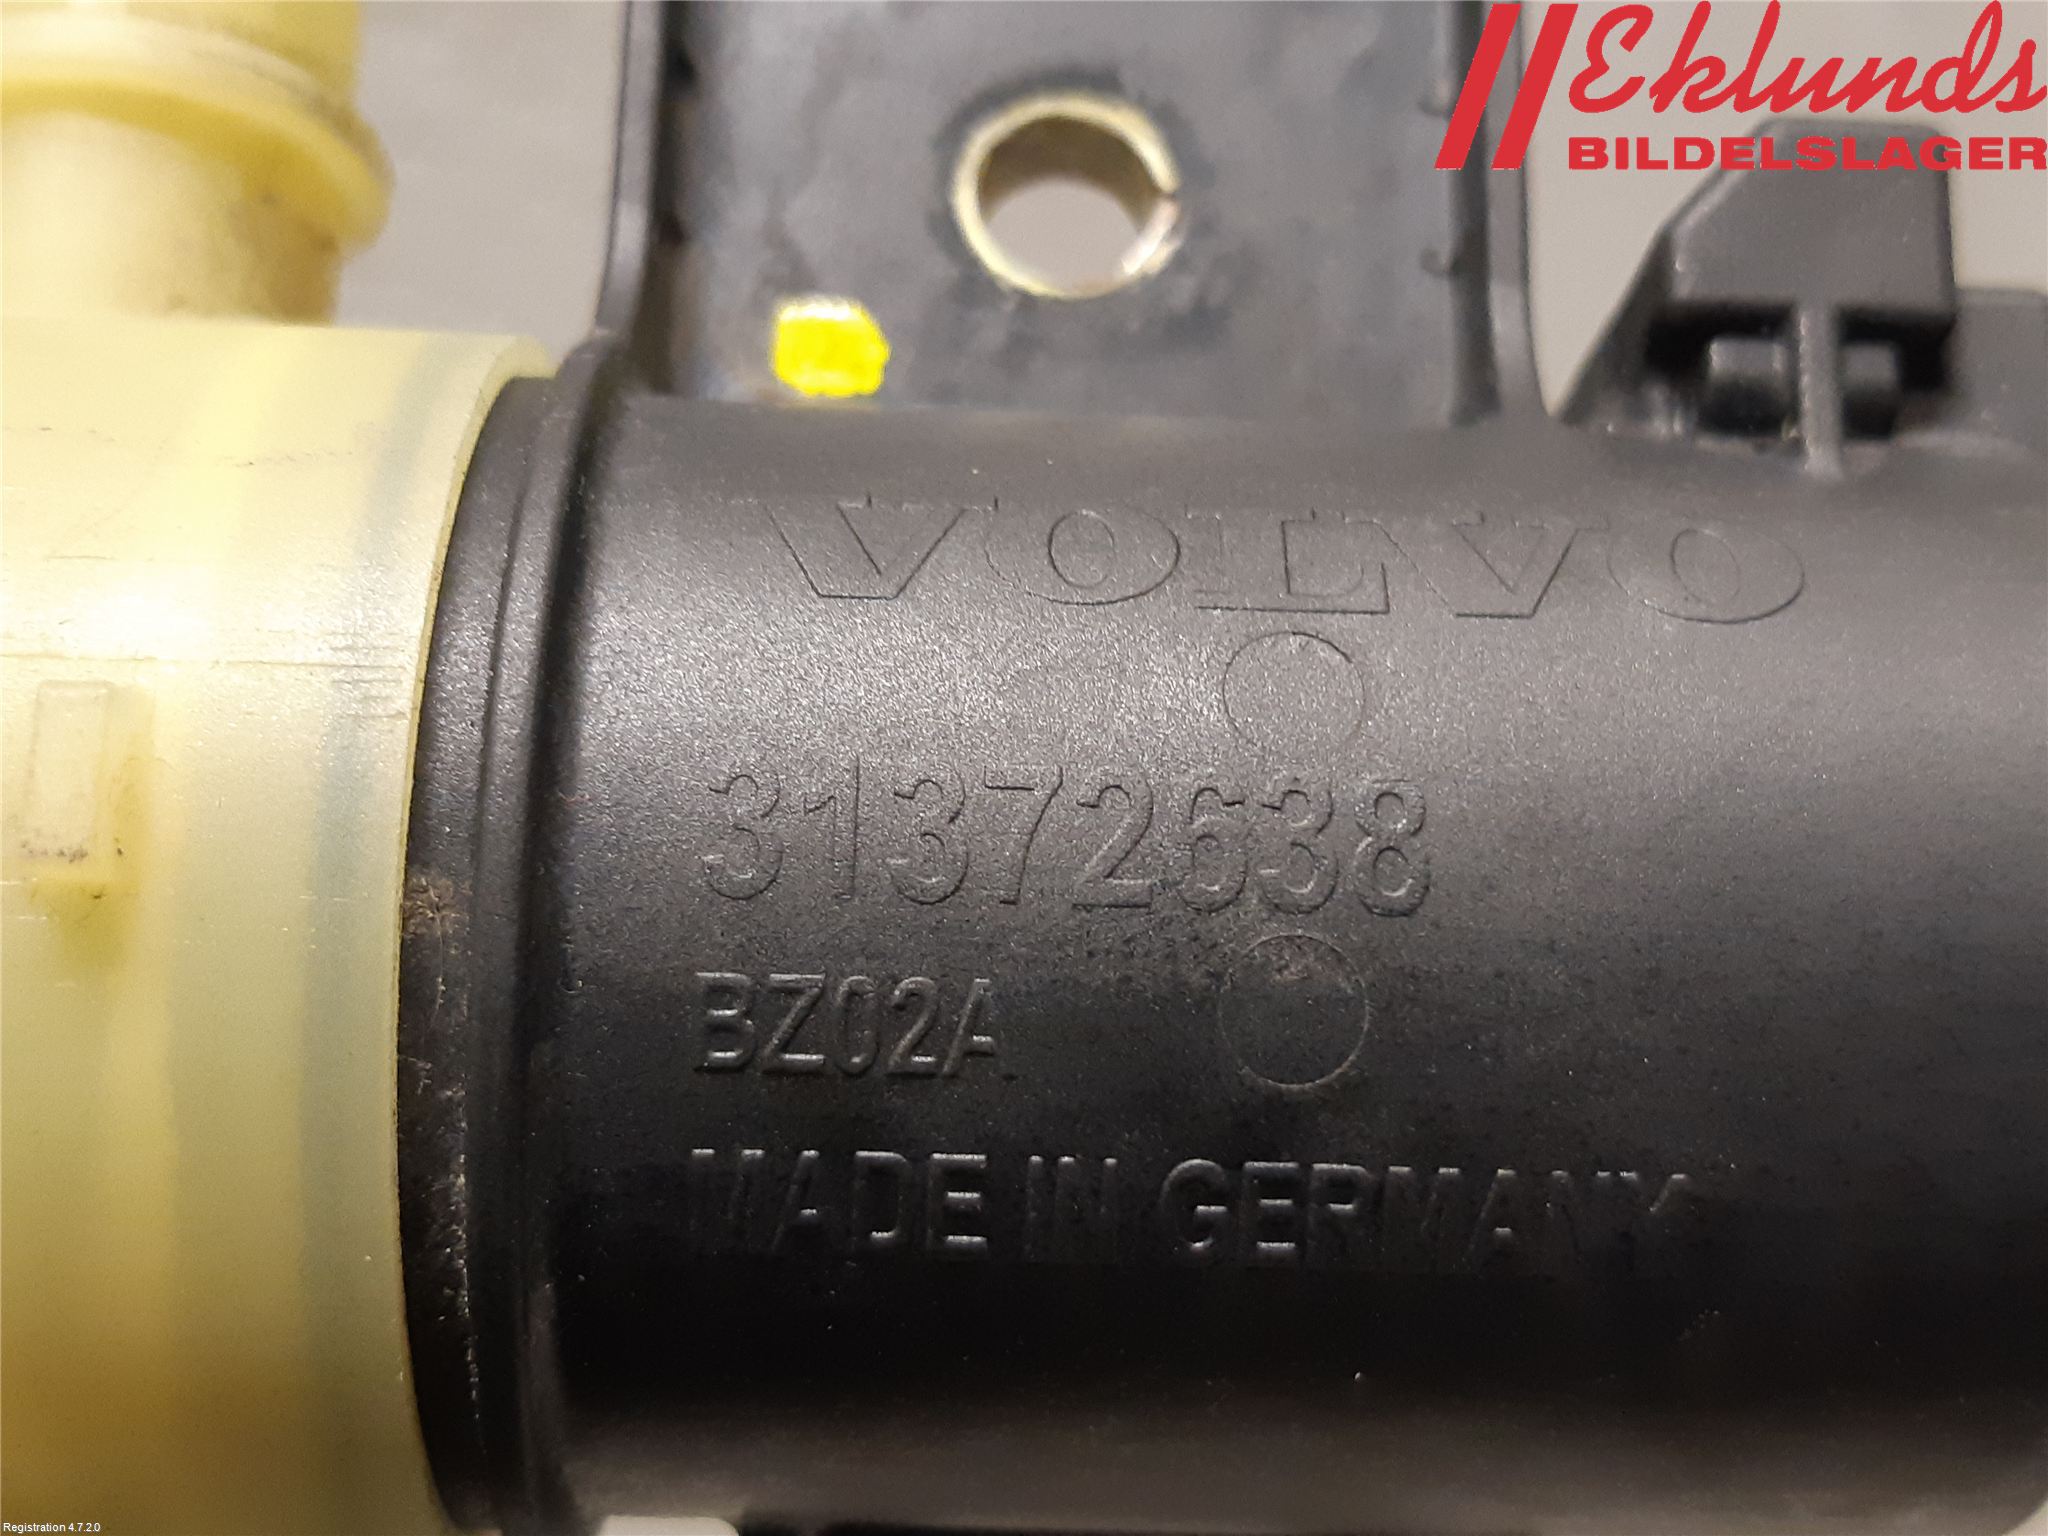 Eklunds
BILDELSLAGER
VOLVO
31372638
BZ02A
MADE IN GERMANY
Registration 4.7.2.0